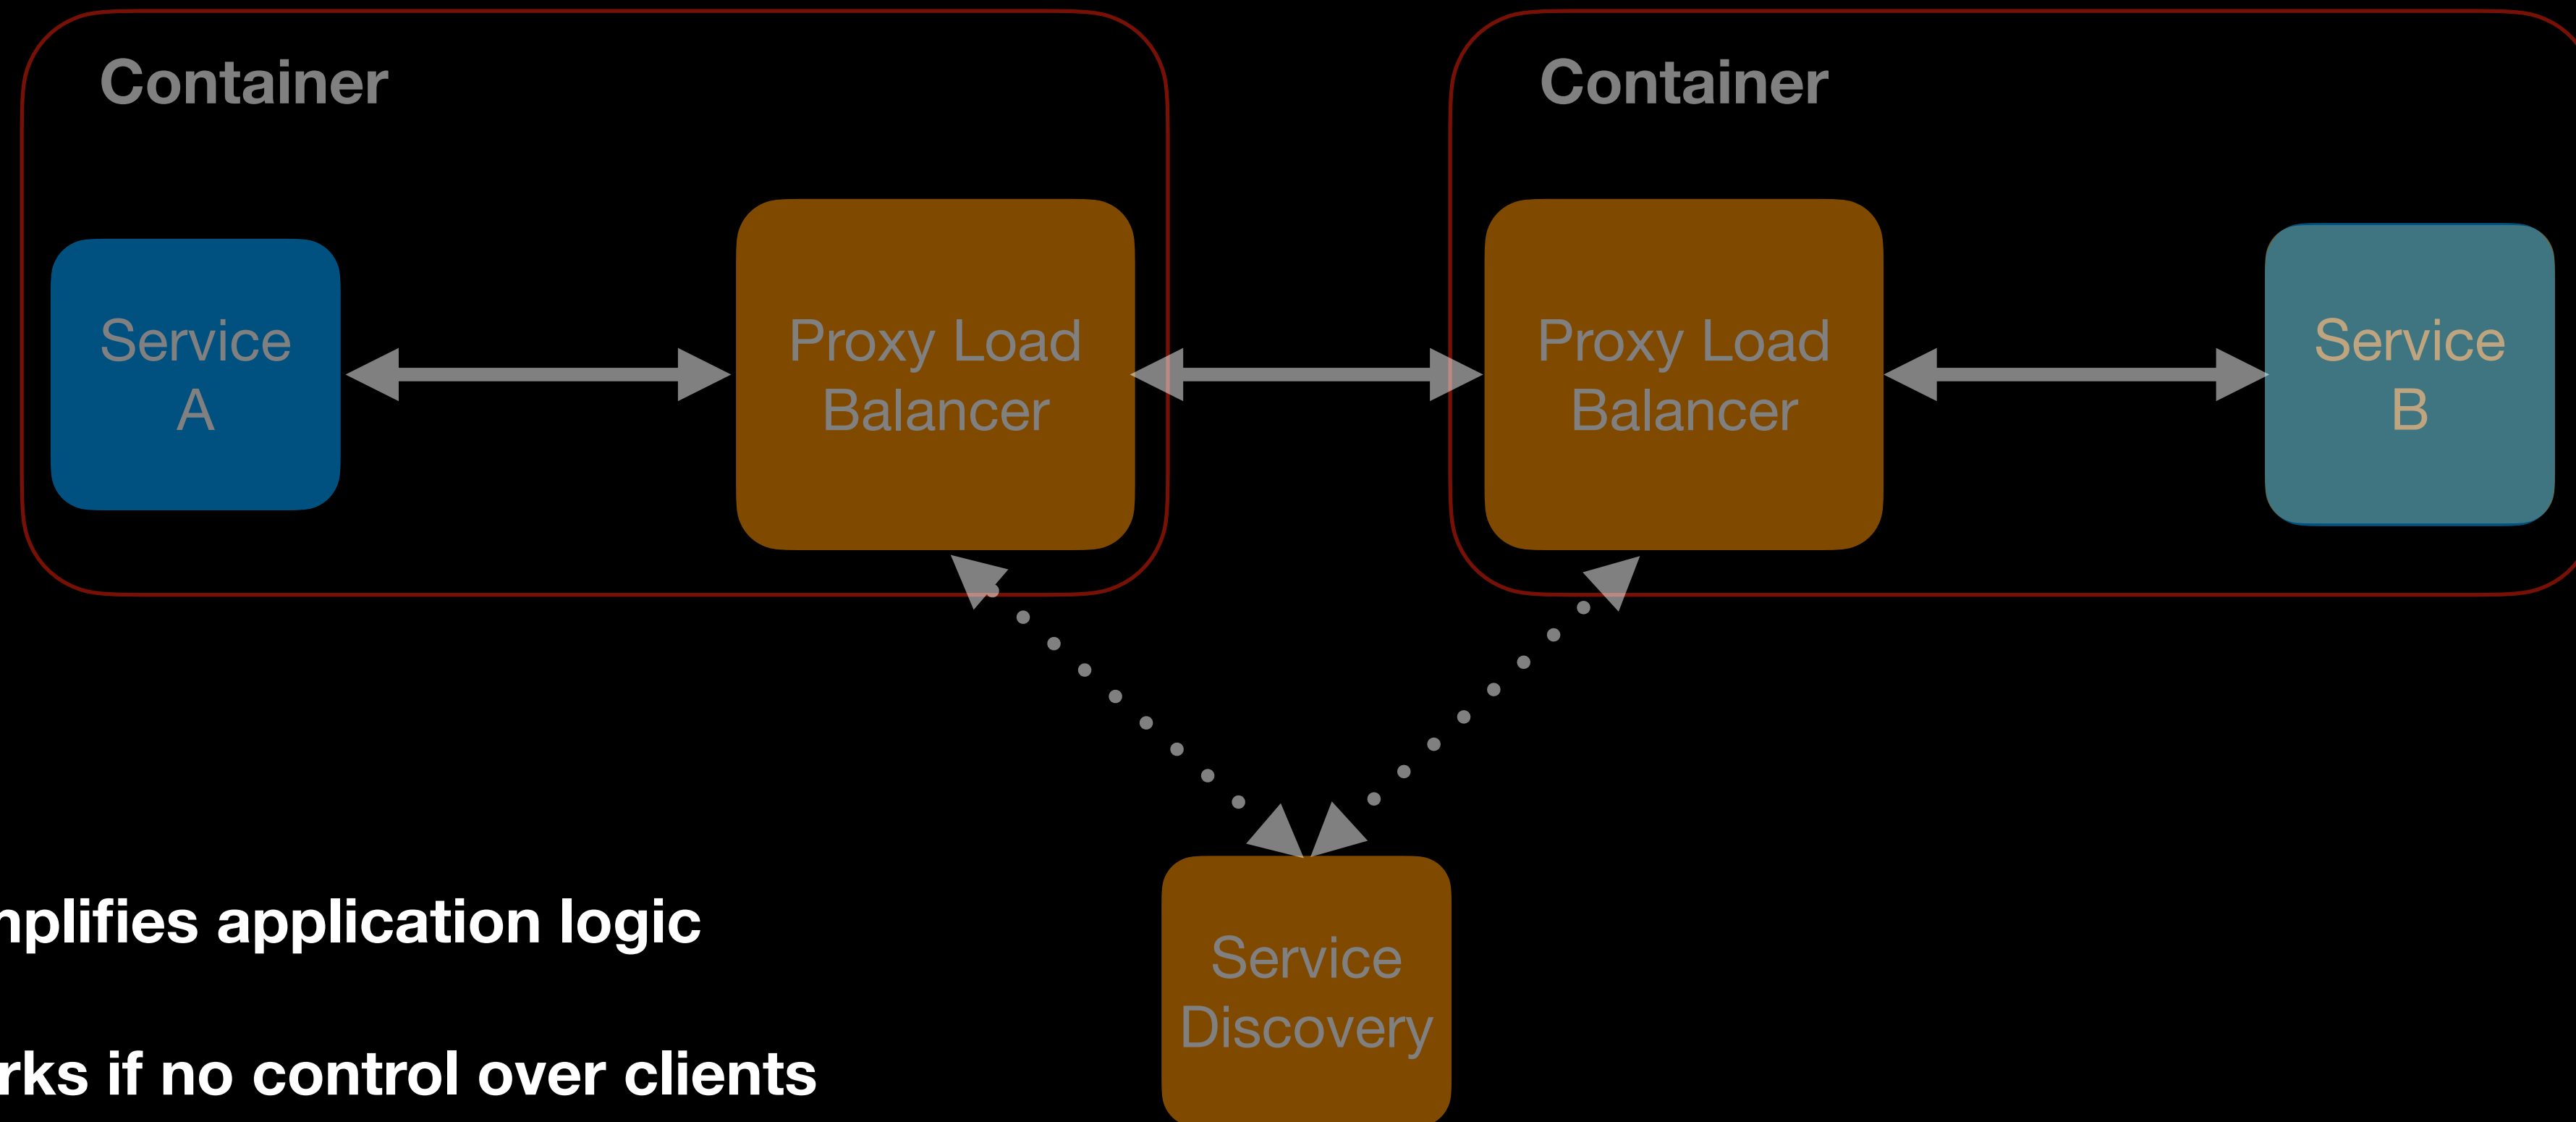 Container
Container
Service
A
Proxy Load
Balancer
Proxy Load
Balancer
Service
B
Service
Discovery
mplifies application logic
rks if no control over clients